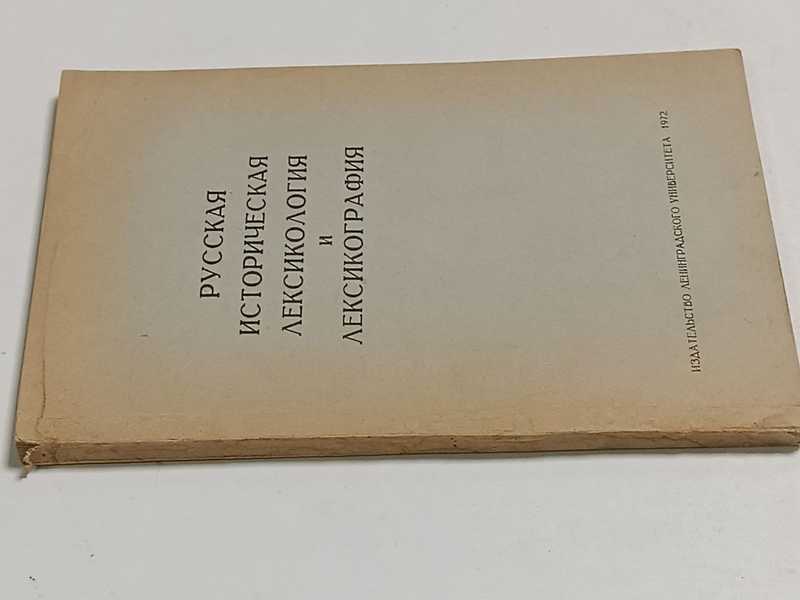 РУССКАЯ
ИСТОРИЧЕСКАЯ
ЛЕКСИКОЛОГИЯ
И
ЛЕКСИКОГРАФИЯ
ИЗДАТЕЛЬСТВО ЛЕНИНГРАДСКОГО УНИВЕРСИТЕТА 1972